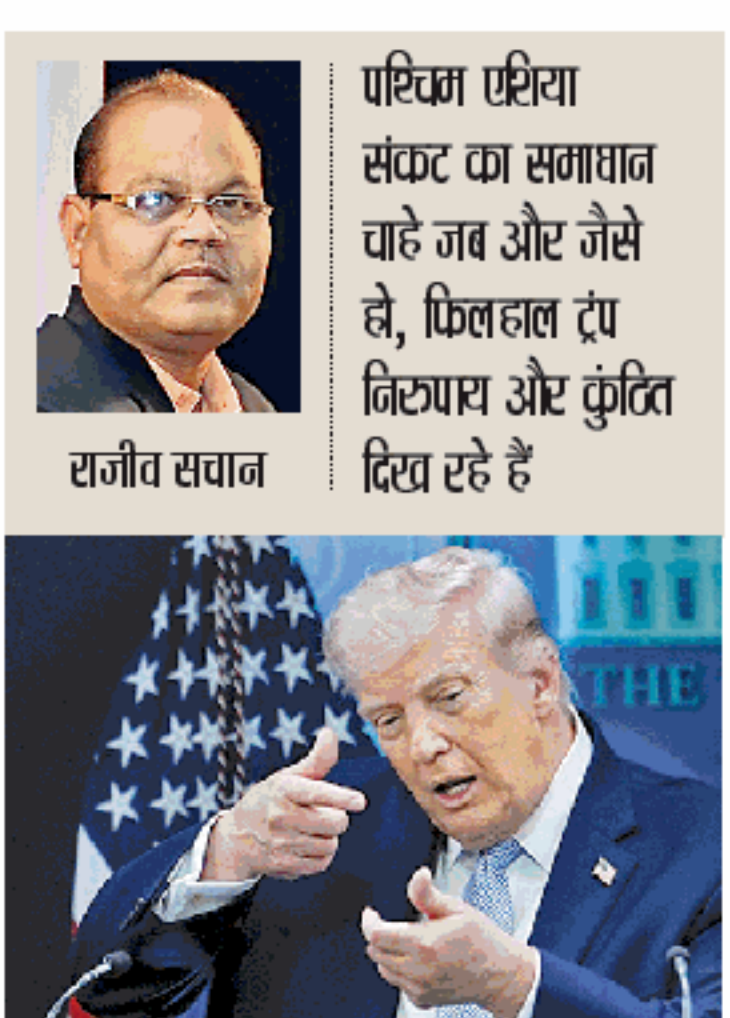 पश्चिम एशिया
संकट का समाधान
चाहे जब और जैसे
हो, फिलहाल ट्रंप
निरुपाय और कुंठित
दिख रहे हैं
राजीव सचान
THE